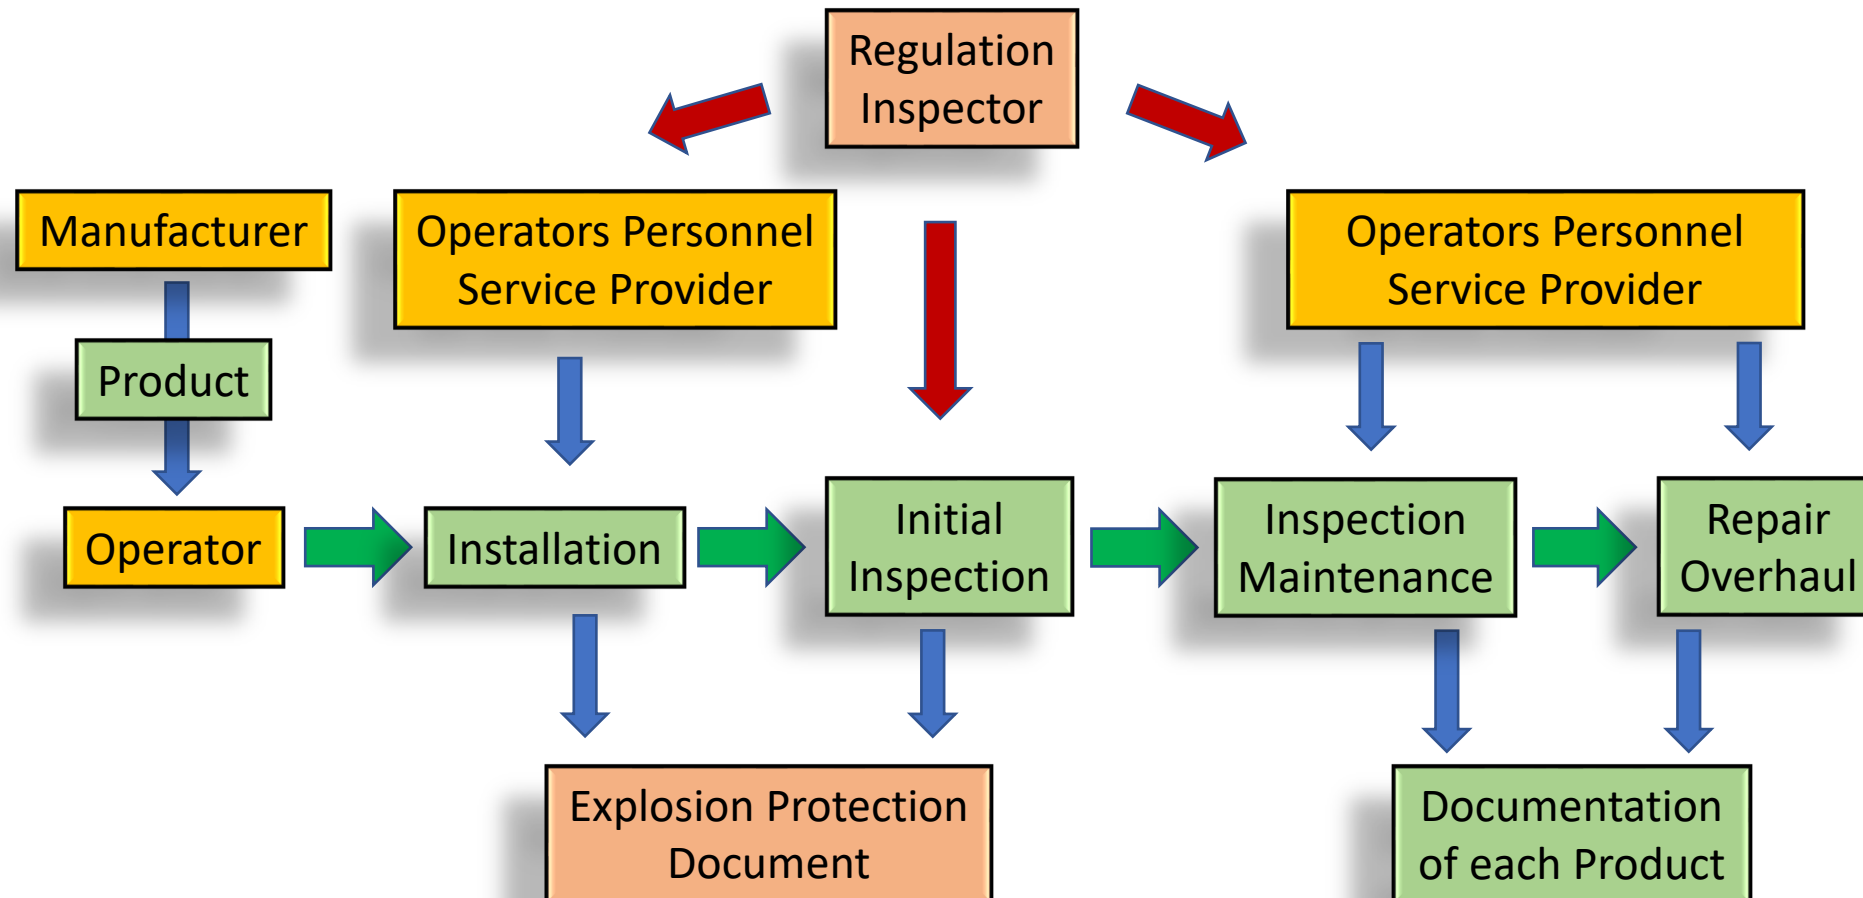 Regulation
Inspector
Manufacturer
Operators Personnel
Service Provider
Operators Personnel
Service Provider
Product
Operator
Installation
Initial
Inspection
Inspection
Maintenance
Repair
Overhaul
Explosion Protection
Document
Documentation
of each Product